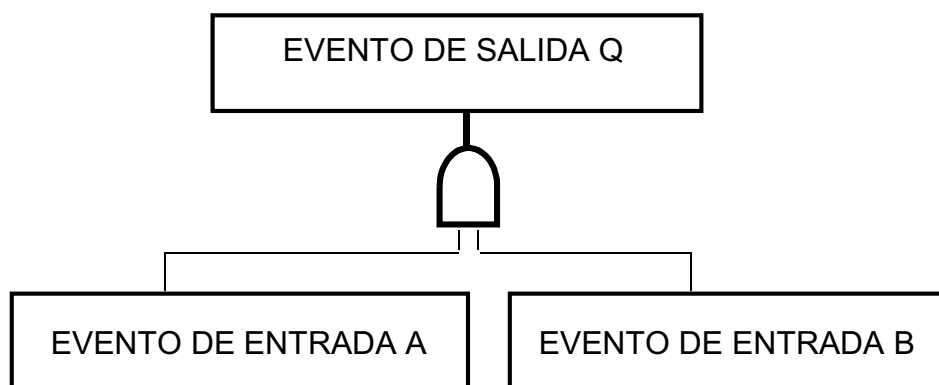 EVENTO DE SALIDA Q
EVENTO DE ENTRADA A
EVENTO DE ENTRADA B